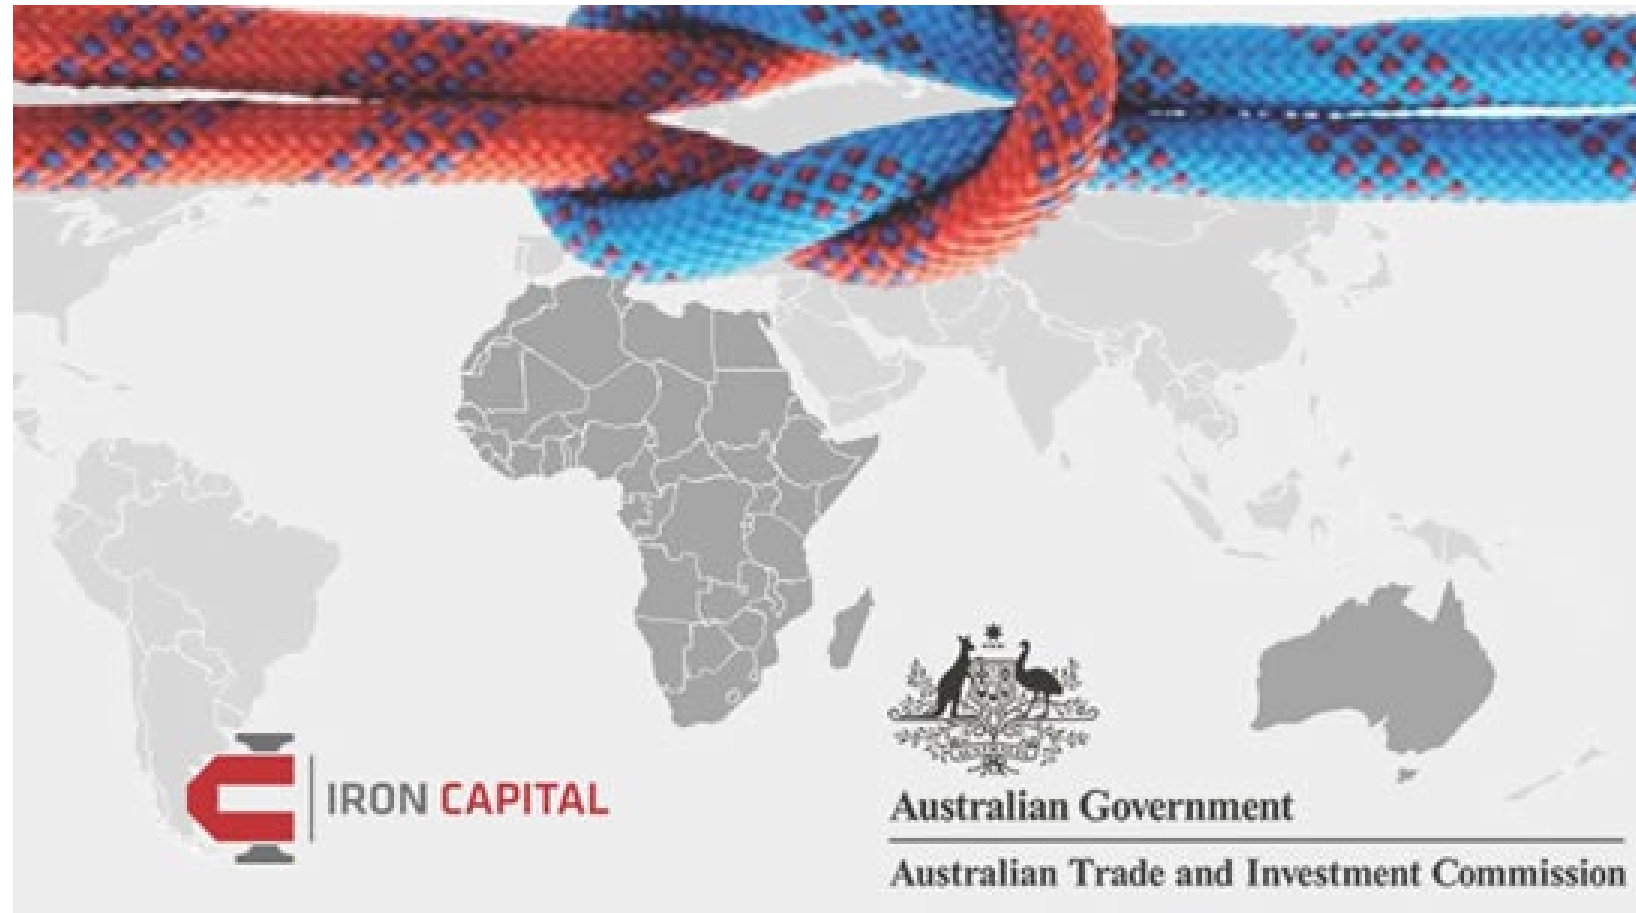 IRON CAPITAL
Australian Government
Australian Trade and Investment Commission